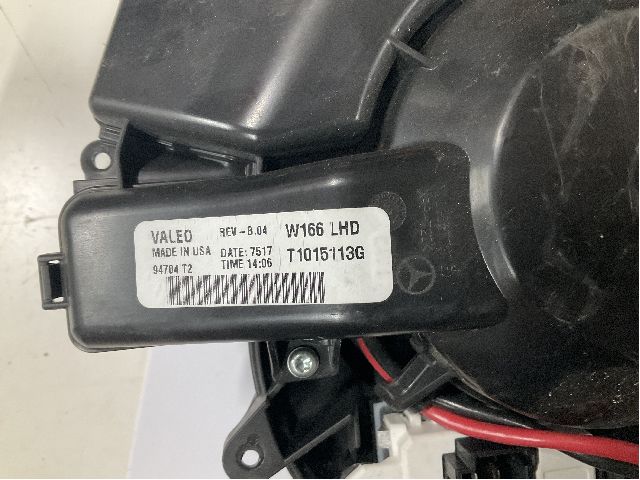 VALEO REV - B.04 W166 LHD
MADE IN USA DATE: 7517 T1015113G
94704 T2 TIME 14:06